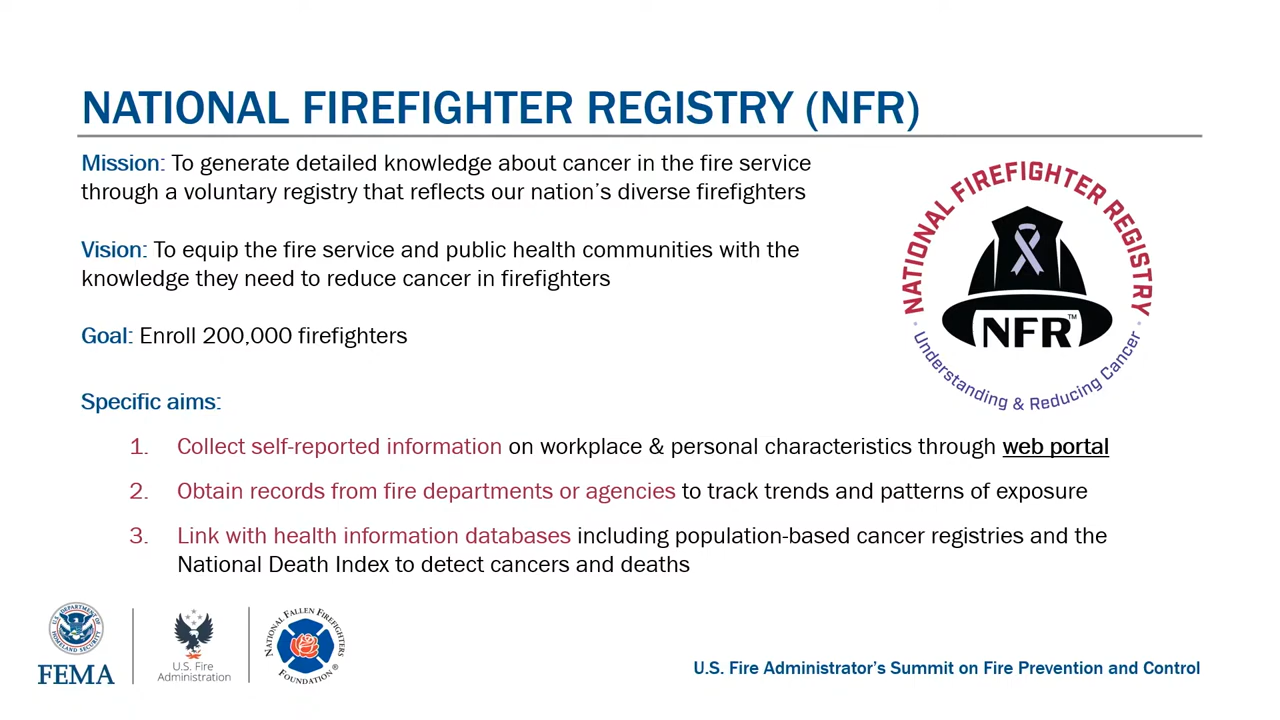 NATIONAL FIREFIGHTER REGISTRY (NFR)
Mission: To generate detailed knowledge about cancer in the fire service
through a voluntary registry that reflects our nation's diverse firefighters
Vision: To equip the fire service and public health communities with the
knowledge they need to reduce cancer in firefighters
Goal: Enroll 200,000 firefighters
NATIONAL FIREFIGHTER REGISTRY
NFR™
Understanding & Reducing Cancer
Specific aims:
1. Collect self-reported information on workplace & personal characteristics through web portal
2. Obtain records from fire departments or agencies to track trends and patterns of exposure
3. Link with health information databases including population-based cancer registries and the
National Death Index to detect cancers and deaths
U.S. DEPARTMENT OF
HOMELAND SECURITY
FEMA
U.S. Fire
Administration
NATIONAL FALLEN FIREFIGHTERS
FOUNDATION®
U.S. Fire Administrator's Summit on Fire Prevention and Control